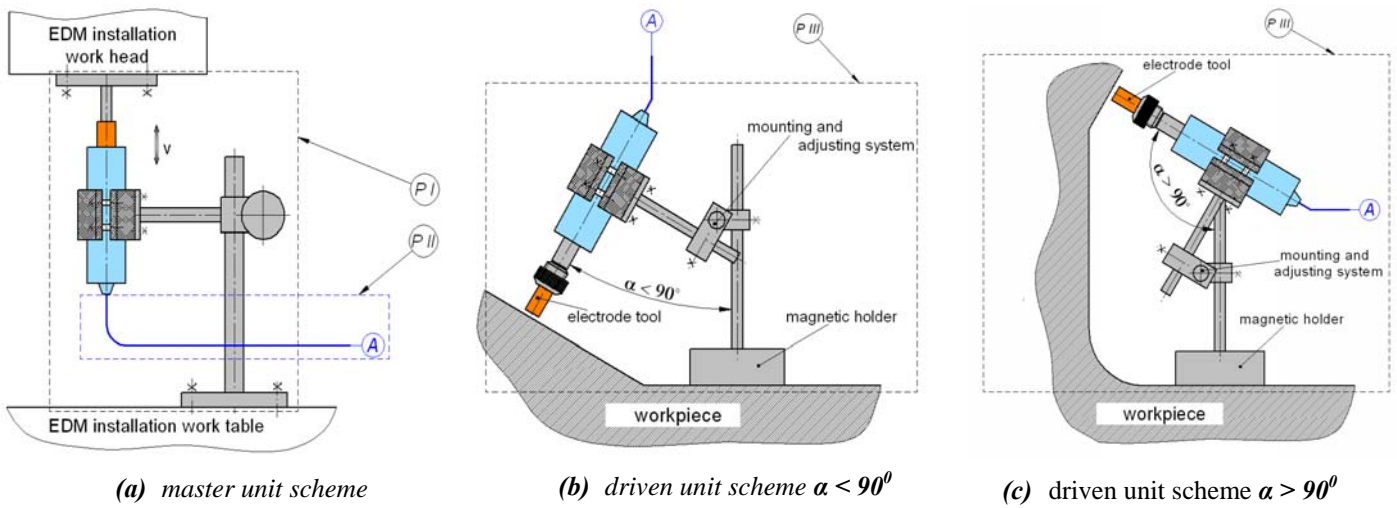 EDM installation
work head
v
P I
P II
A
EDM installation work table
(a) master unit scheme
A
P III
mounting and
adjusting system
α < 90°
electrode tool
magnetic holder
workpiece
(b) driven unit scheme α < 90⁰
P III
electrode tool
α > 90°
A
mounting and
adjusting system
magnetic holder
workpiece
(c) driven unit scheme α > 90⁰